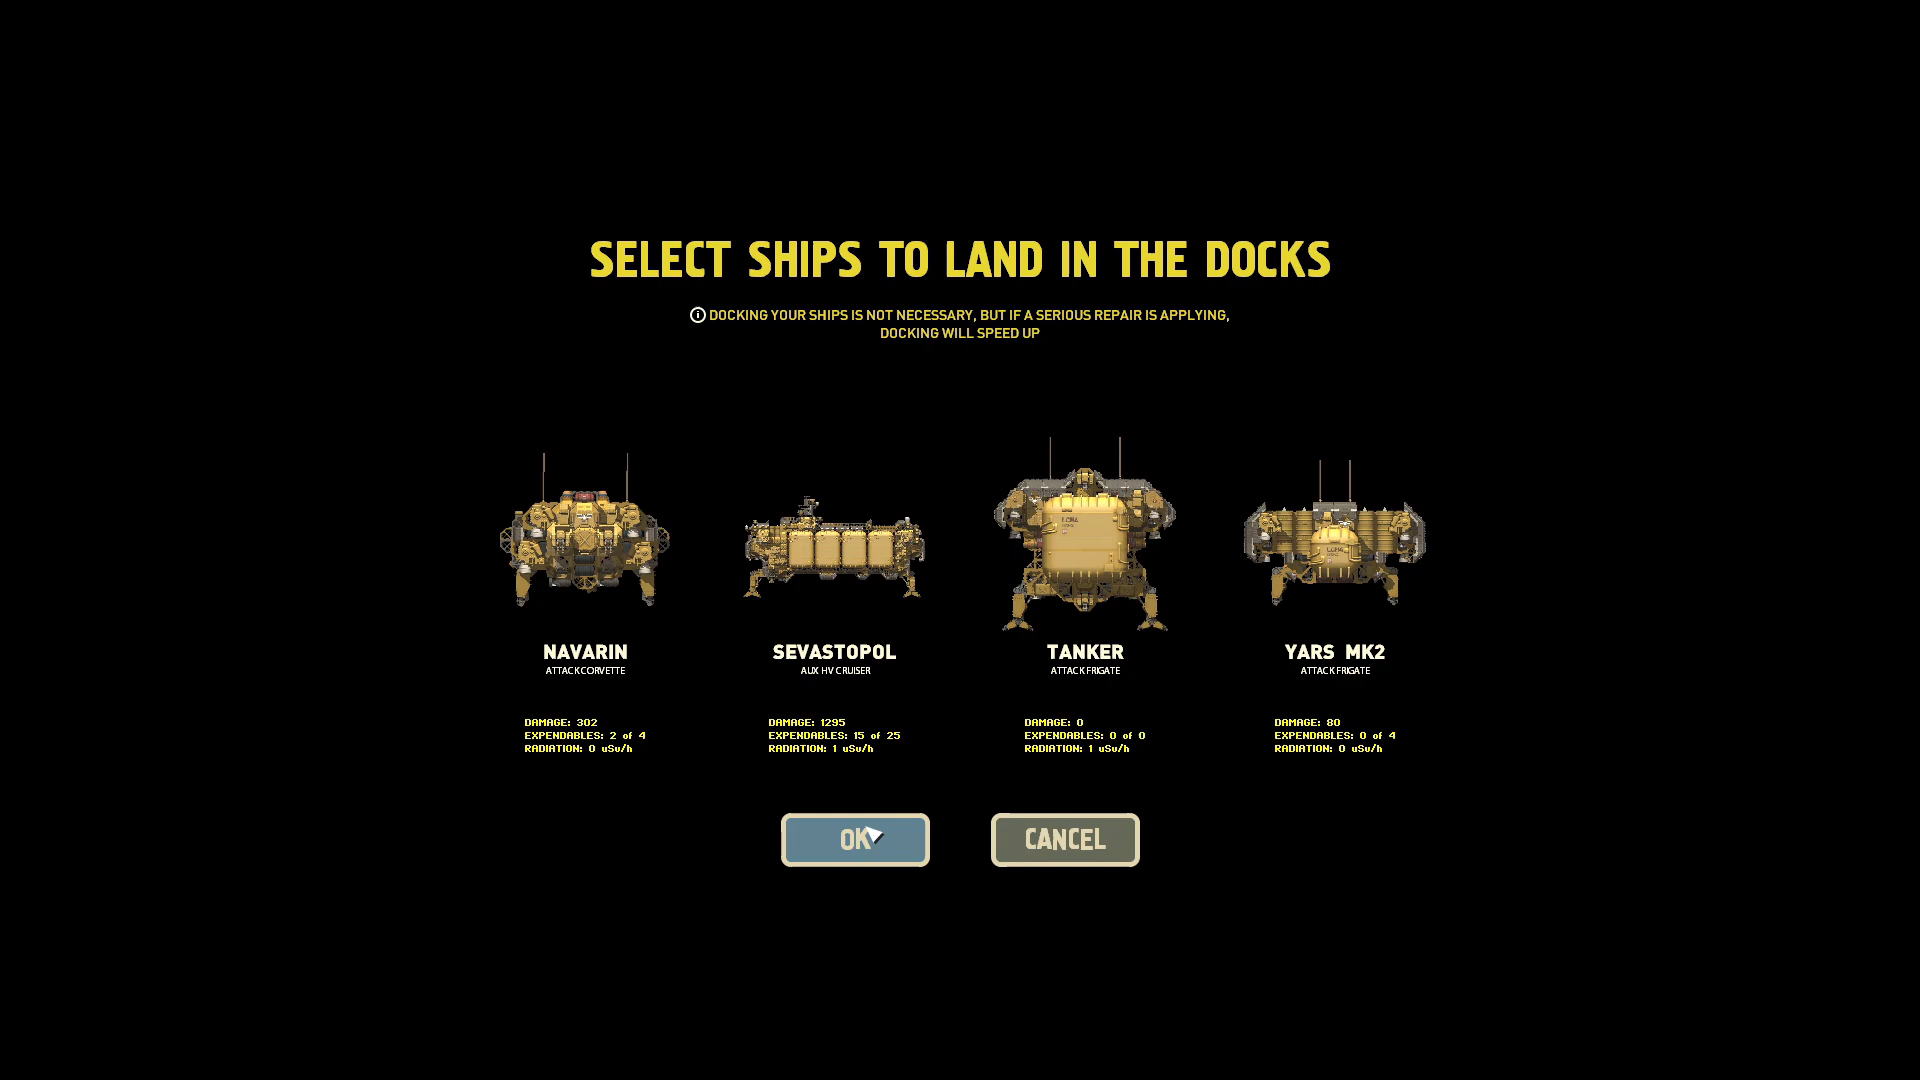 SELECT SHIPS TO LAND IN THE DOCKS
DOCKING YOUR SHIPS IS NOT NECESSARY, BUT IF A SERIOUS REPAIR IS APPLYING,
DOCKING WILL SPEED UP
NAVARIN
ATTACK CORVETTE
DAMAGE: 302
EXPENDABLES: 2 of 4
RADIATION: 0 uSv/h
SEVASTOPOL
AUX HV CRUISER
DAMAGE: 1295
EXPENDABLES: 15 of 25
RADIATION: 1 uSv/h
TANKER
ATTACK FRIGATE
DAMAGE: 0
EXPENDABLES: 0 of 0
RADIATION: 1 uSv/h
YARS MK2
ATTACK FRIGATE
DAMAGE: 80
EXPENDABLES: 0 of 4
RADIATION: 0 uSv/h
OK
CANCEL